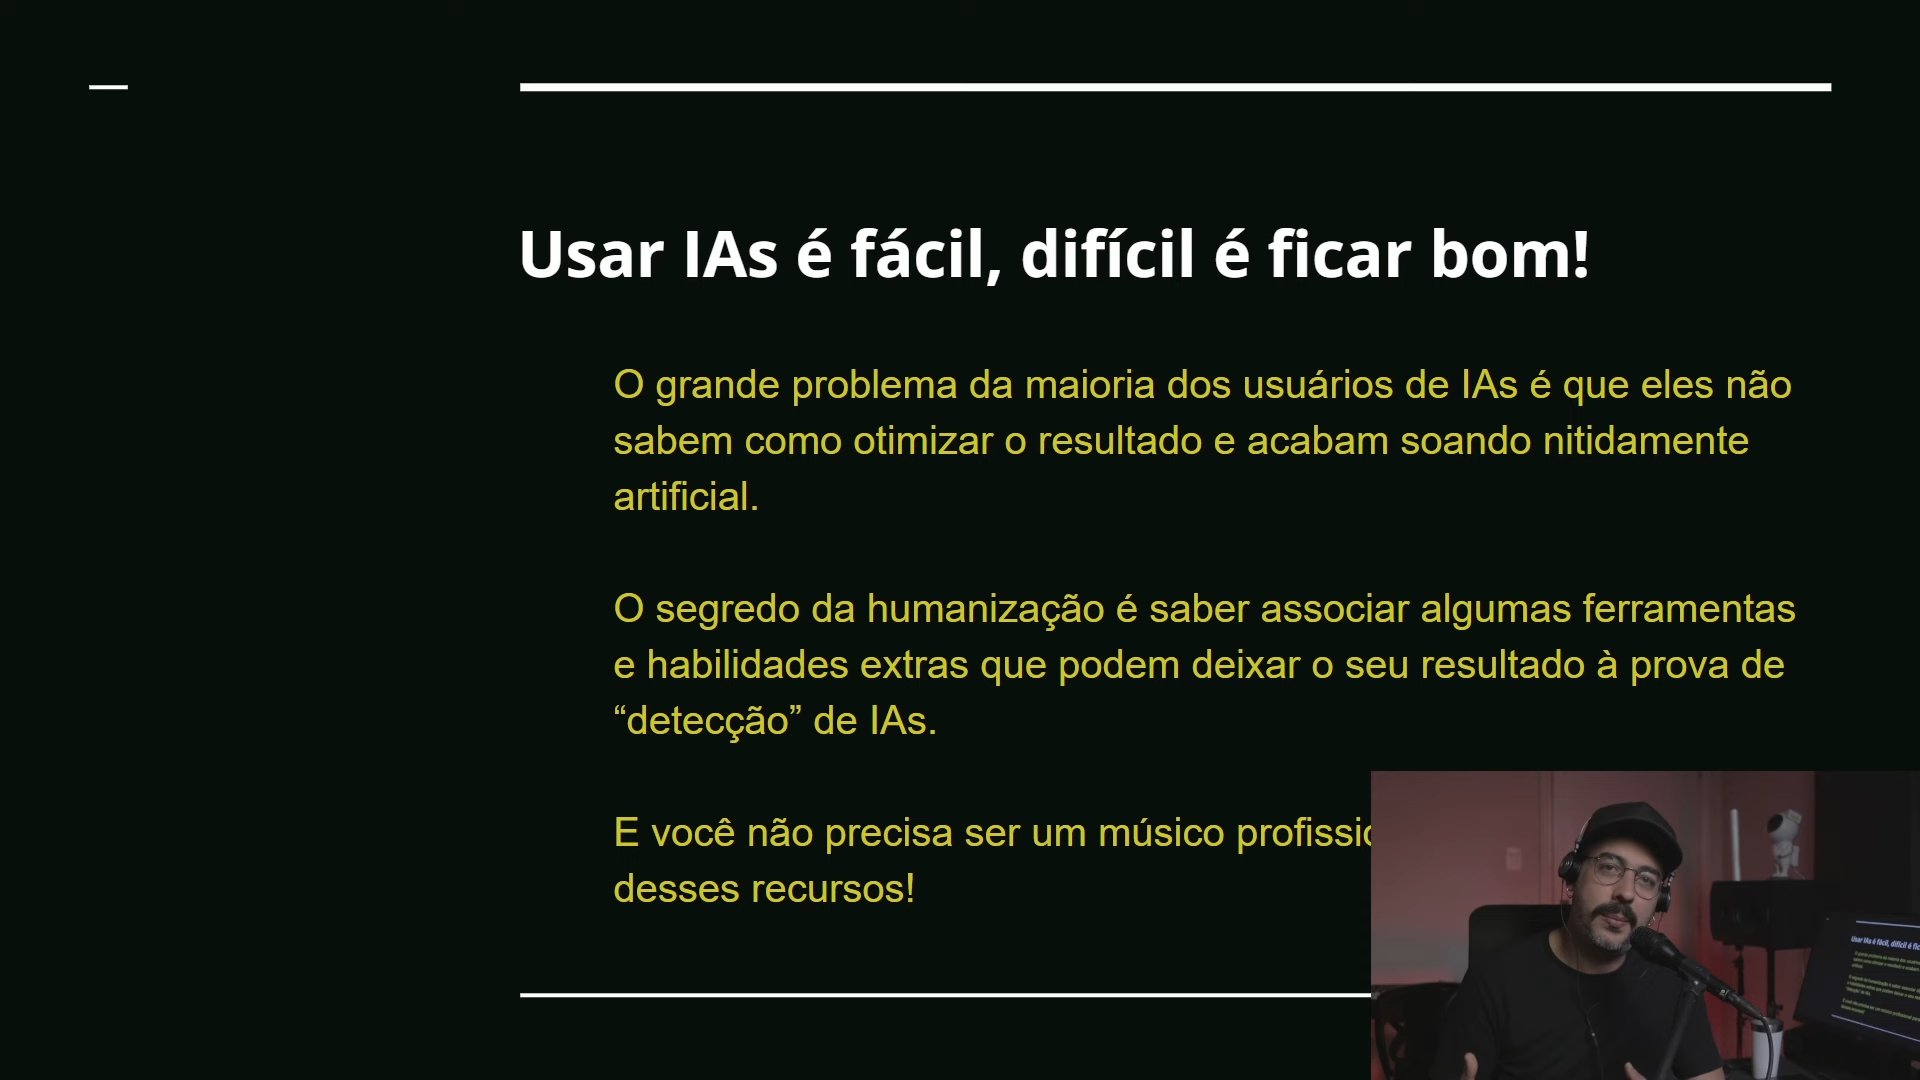 Usar IAs é fácil, difícil é ficar bom!
O grande problema da maioria dos usuários de IAs é que eles não
sabem como otimizar o resultado e acabam soando nitidamente
artificial.
O segredo da humanização é saber associar algumas ferramentas
e habilidades extras que podem deixar o seu resultado à prova de
“detecção” de IAs.
E você não precisa ser um músico
desses recursos!